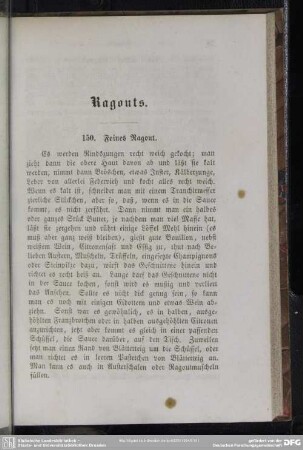 Ragouts.
150. Feines Ragout.
Es werden Rindszungen recht weich gekocht; man
zieht dann die obere Haut davon ab und läßt sie kalt
werden, nimmt dann Bröschen, etwas Juster, Kälberzunge,
Leber von allerlei Federvieh und kocht alles recht weich.
Wenn es kalt ist, schneidet man mit einem Tranchirmesser
zierliche Stückchen, aber so, daß, wenn es in die Sauce
kommt, es nicht zerfährt. Dann nimmt man ein halbes
oder ganzes Stück Butter, je nachdem man viel Masse hat,
läßt sie zergehen und rührt einige Löffel Mehl hinein (es
muß aber ganz weiß bleiben), gießt gute Bouillon, nebst
weißem Wein, Citronensaft und Essig zu, thut nach Be-
lieben Austern, Muscheln, Trüffeln, eingesetzte Champignons
oder Steinpilze dazu, wirft das Geschnittene hinein und
richtet es recht heiß an. Lange darf das Geschnittene nicht
in der Sauce kochen, sonst wird es mußig und verliert
das Ansehen. Sollte es nicht dick genug sein, so kann
man es noch mit einigen Eidottern und etwas Wein ab-
ziehen. Sonst war es gewöhnlich, es in halben, ausge-
höhlten Franzbroden oder in halben ausgehöhlten Citronen
anzurichten, jetzt aber kommt es gleich in einer passenden
Schüssel, die Sauce darüber, auf den Tisch. Zuweilen
setzt man einen Rand von Blätterteig um die Schüssel, oder
man richtet es in leeren Pastetchen von Blätterteig an.
Man kann es auch in Austerschalen oder Ragoutmuscheln
füllen.